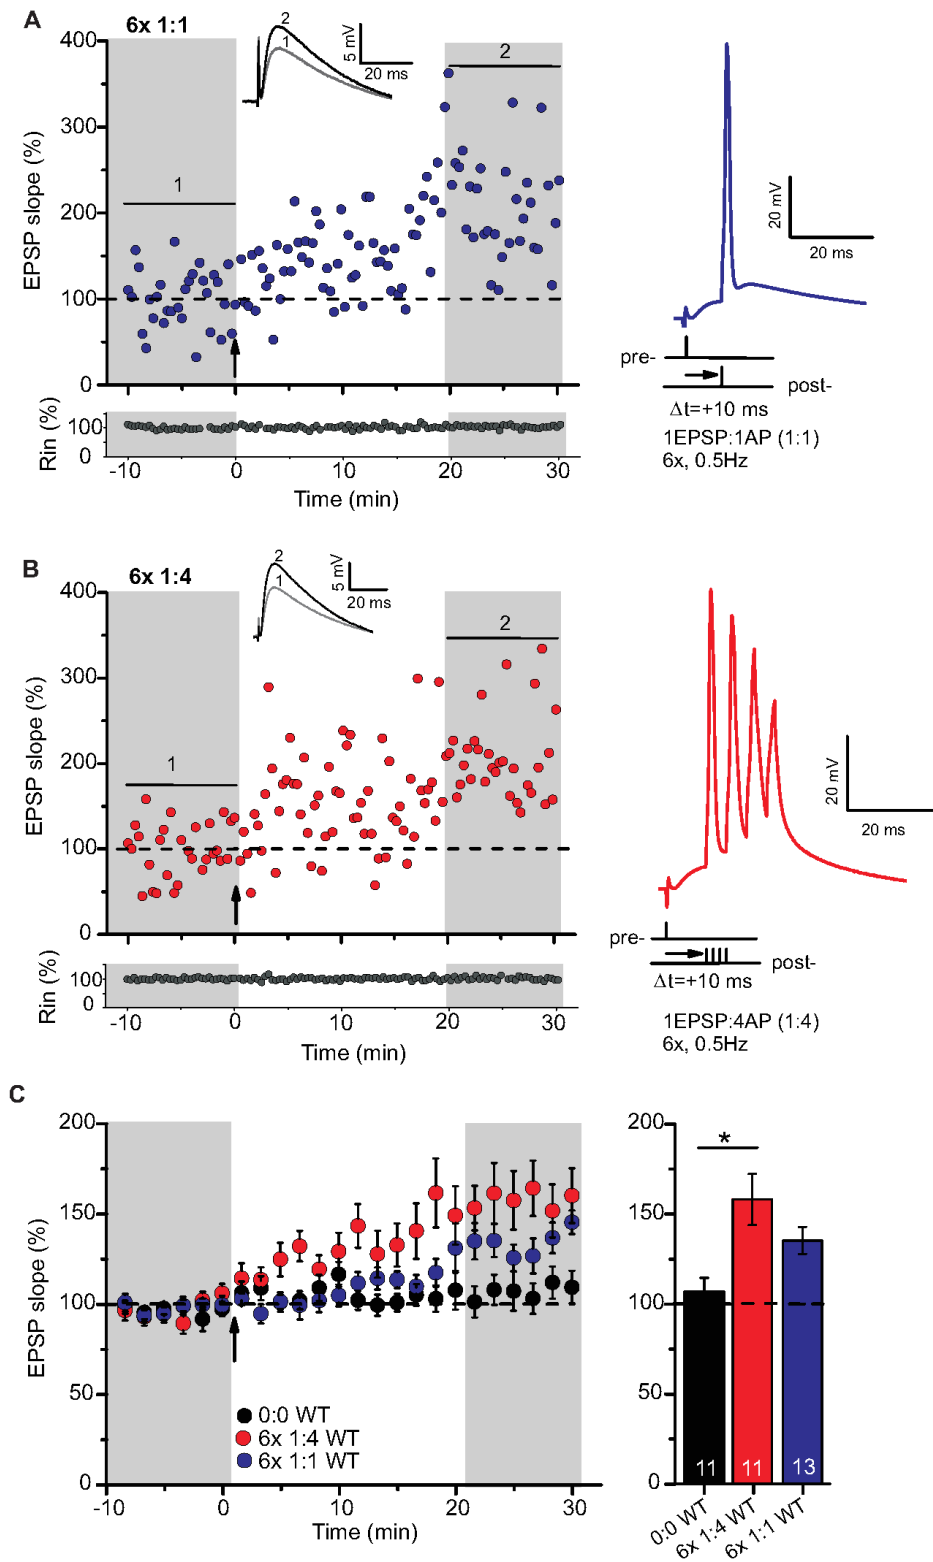 A
6x 1:1
EPSP slope (%)
400
300
200
100
0
1
2
2
1
5 mV
20 ms
Rin (%)
100
0
-10
0
10
20
30
Time (min)
20 mV
20 ms
pre-
post-
Δt=+10 ms
1EPSP:1AP (1:1)
6x, 0.5Hz
B
6x 1:4
EPSP slope (%)
400
300
200
100
0
1
2
2
1
5 mV
20 ms
Rin (%)
100
0
-10
0
10
20
30
Time (min)
20 mV
20 ms
pre-
post-
Δt=+10 ms
1EPSP:4AP (1:4)
6x, 0.5Hz
C
EPSP slope (%)
200
150
100
50
0
0:0 WT
6x 1:4 WT
6x 1:1 WT
-10
0
10
20
30
Time (min)
200
150
100
50
0
*
11
11
13
0:0 WT
6x 1:4 WT
6x 1:1 WT